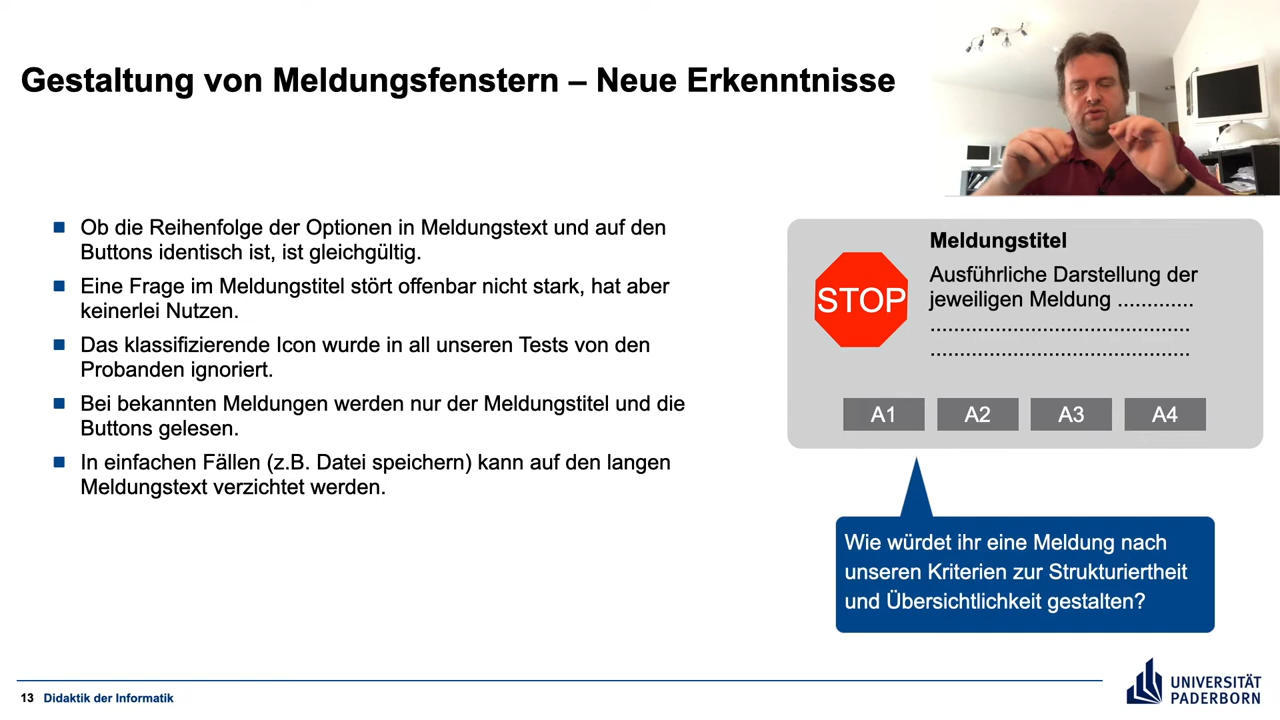 Gestaltung von Meldungsfenstern – Neue Erkenntnisse
Ob die Reihenfolge der Optionen in Meldungstext und auf den
Buttons identisch ist, ist gleichgültig.
Eine Frage im Meldungstitel stört offenbar nicht stark, hat aber
keinerlei Nutzen.
Das klassifizierende Icon wurde in all unseren Tests von den
Probanden ignoriert.
Bei bekannten Meldungen werden nur der Meldungstitel und die
Buttons gelesen.
In einfachen Fällen (z.B. Datei speichern) kann auf den langen
Meldungstext verzichtet werden.
Meldungstitel
STOP
Ausführliche Darstellung der
jeweiligen Meldung .............
............................................
............................................
A1 A2 A3 A4
Wie würdet ihr eine Meldung nach
unseren Kriterien zur Strukturiertheit
und Übersichtlichkeit gestalten?
13 Didaktik der Informatik
UNIVERSITÄT
PADERBORN